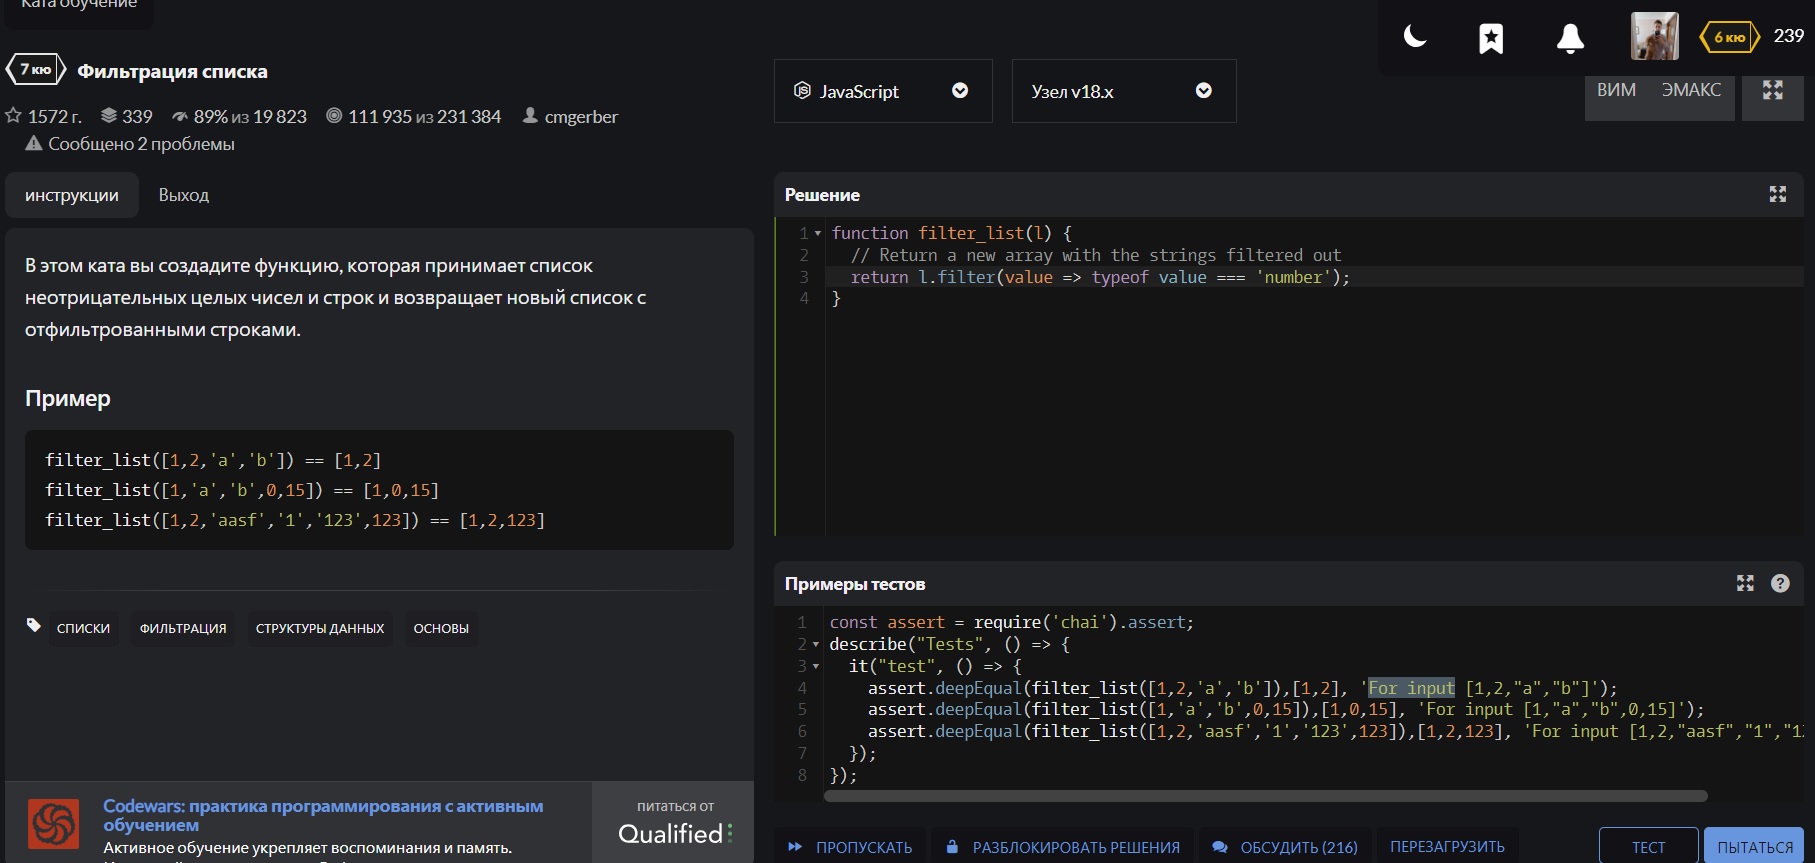 Ката обучение
6 кю 239
7 кю Фильтрация списка
1572 г. 339 89% из 19 823 111 935 из 231 384 cmgerber
Сообщено 2 проблемы
инструкции Выход
В этом ката вы создадите функцию, которая принимает список
неотрицательных целых чисел и строк и возвращает новый список с
отфильтрованными строками.
Пример
filter_list([1,2,'a','b']) == [1,2]
filter_list([1,'a','b',0,15]) == [1,0,15]
filter_list([1,2,'aasf','1','123',123]) == [1,2,123]
СПИСКИ ФИЛЬТРАЦИЯ СТРУКТУРЫ ДАННЫХ ОСНОВЫ
Codewars: практика программирования с активным
обучением
Активное обучение укрепляет воспоминания и память.
питаться от
Qualified
JavaScript Узел v18.x ВИМ ЭМАКС
Решение
1 function filter_list(l) {
2 // Return a new array with the strings filtered out
3 return l.filter(value => typeof value === 'number');
4 }
Примеры тестов
1 const assert = require('chai').assert;
2 describe("Tests", () => {
3 it("test", () => {
4 assert.deepEqual(filter_list([1,2,'a','b']),[1,2], 'For input [1,2,"a","b"]');
5 assert.deepEqual(filter_list([1,'a','b',0,15]),[1,0,15], 'For input [1,"a","b",0,15]');
6 assert.deepEqual(filter_list([1,2,'aasf','1','123',123]),[1,2,123], 'For input [1,2,"aasf","1","12
7 });
8 });
ПРОПУСКАТЬ РАЗБЛОКИРОВАТЬ РЕШЕНИЯ ОБСУДИТЬ (216) ПЕРЕЗАГРУЗИТЬ ТЕСТ ПЫТАТЬСЯ